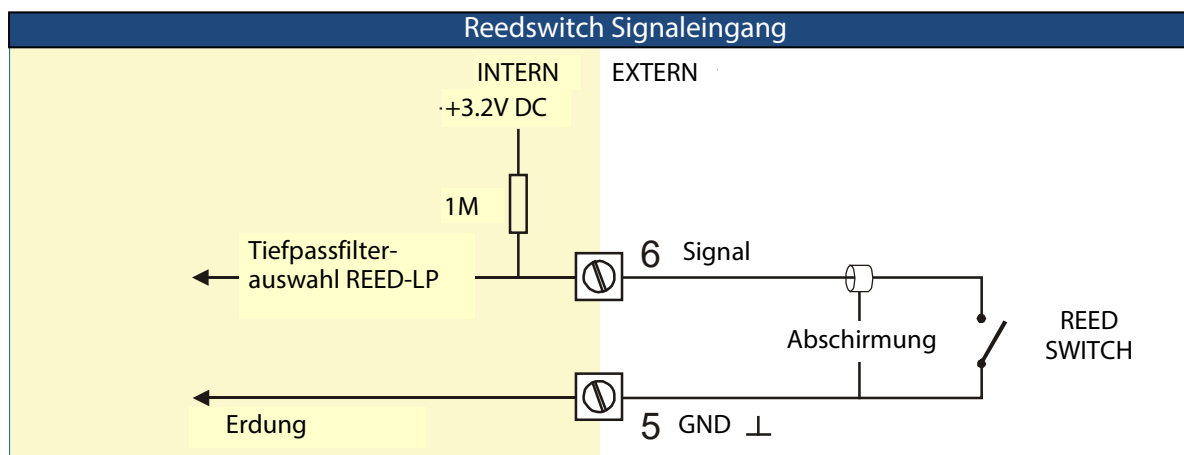 Reedswitch Signaleingang
INTERN EXTERN
+3.2V DC
1M
Tiefpassfilter-
auswahl REED-LP
6 Signal
Abschirmung
REED
SWITCH
Erdung
5 GND